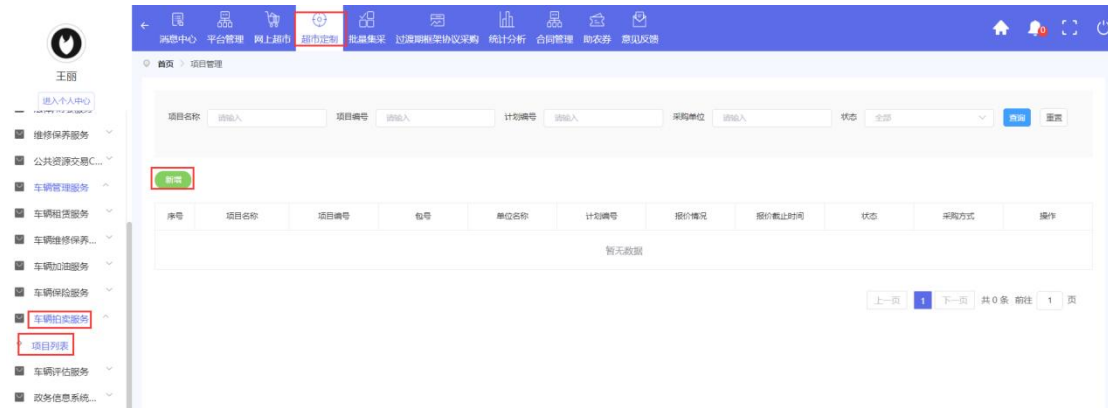 消息中心 平台管理 网上超市 超市定制 批量集采 过渡期框架协议采购 统计分析 合同管理 助农券 意见反馈
首页 > 项目管理
王丽
进入个人中心
维修保养服务
公共资源交易C...
车辆管理服务
车辆租赁服务
车辆维修保养...
车辆加油服务
车辆保险服务
车辆拍卖服务
项目列表
车辆评估服务
政务信息系统...
项目名称 请输入 项目编号 请输入 计划编号 请输入 采购单位 请输入 状态 全部 查询 重置
新增
序号 项目名称 项目编号 包号 单位名称 计划编号 报价情况 报价截止时间 状态 采购方式 操作
暂无数据
上一页 1 下一页 共 0 条 前往 1 页